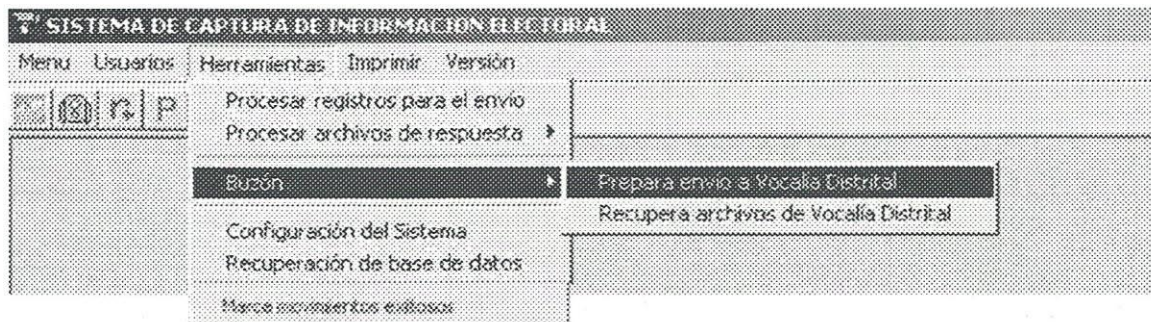 SISTEMA DE CAPTURA DE INFORMACION ELECTORAL
Menu Usuarios Herramientas Imprimir Versión
P
Procesar registros para el envío
Procesar archivos de respuesta
Buzón
Prepara envio a Vocalia Distrital
Recupera archivos de Vocalía Distrital
Configuración del Sistema
Recuperación de base de datos
Marca movimientos exitosos